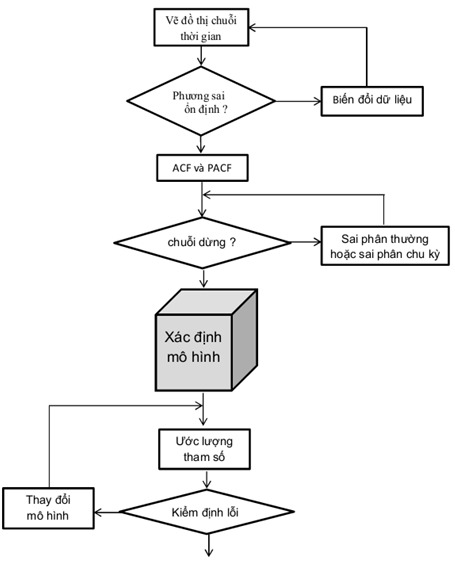 Vẽ đồ thị chuỗi
thời gian
Phương sai
ổn định ?
Biến đổi dữ liệu
ACF và PACF
chuỗi dừng ?
Sai phân thường
hoặc sai phân chu kỳ
Xác định
mô hình
Ước lượng
tham số
Thay đổi
mô hình
Kiểm định lỗi